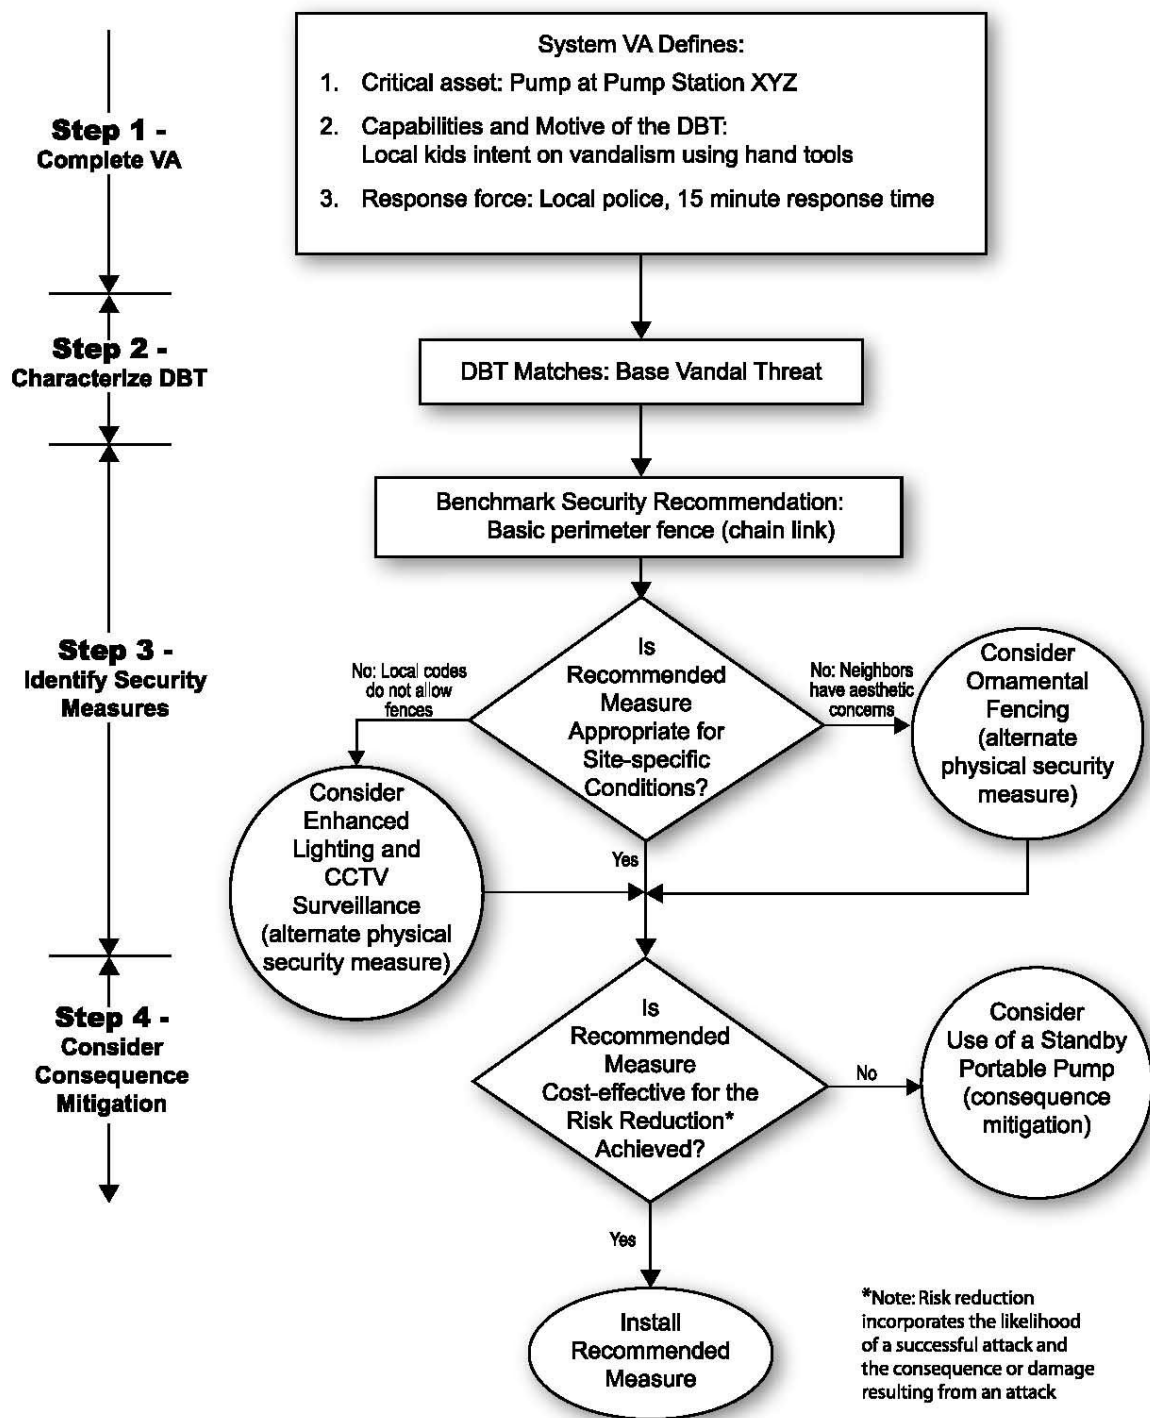 System VA Defines:
1. Critical asset: Pump at Pump Station XYZ
2. Capabilities and Motive of the DBT:
Local kids intent on vandalism using hand tools
3. Response force: Local police, 15 minute response time
Step 1 -
Complete VA
Step 2 -
Characterize DBT
DBT Matches: Base Vandal Threat
Benchmark Security Recommendation:
Basic perimeter fence (chain link)
Step 3 -
Identify Security
Measures
Is
Recommended
Measure
Appropriate for
Site-specific
Conditions?
No: Local codes
do not allow
fences
No: Neighbors
have aesthetic
concerns
Consider
Ornamental
Fencing
(alternate
physical security
measure)
Consider
Enhanced
Lighting and
CCTV
Surveillance
(alternate physical
security measure)
Yes
Step 4 -
Consider
Consequence
Mitigation
Is
Recommended
Measure
Cost-effective for the
Risk Reduction*
Achieved?
No
Consider
Use of a Standby
Portable Pump
(consequence
mitigation)
Yes
Install
Recommended
Measure
*Note: Risk reduction
incorporates the likelihood
of a successful attack and
the consequence or damage
resulting from an attack